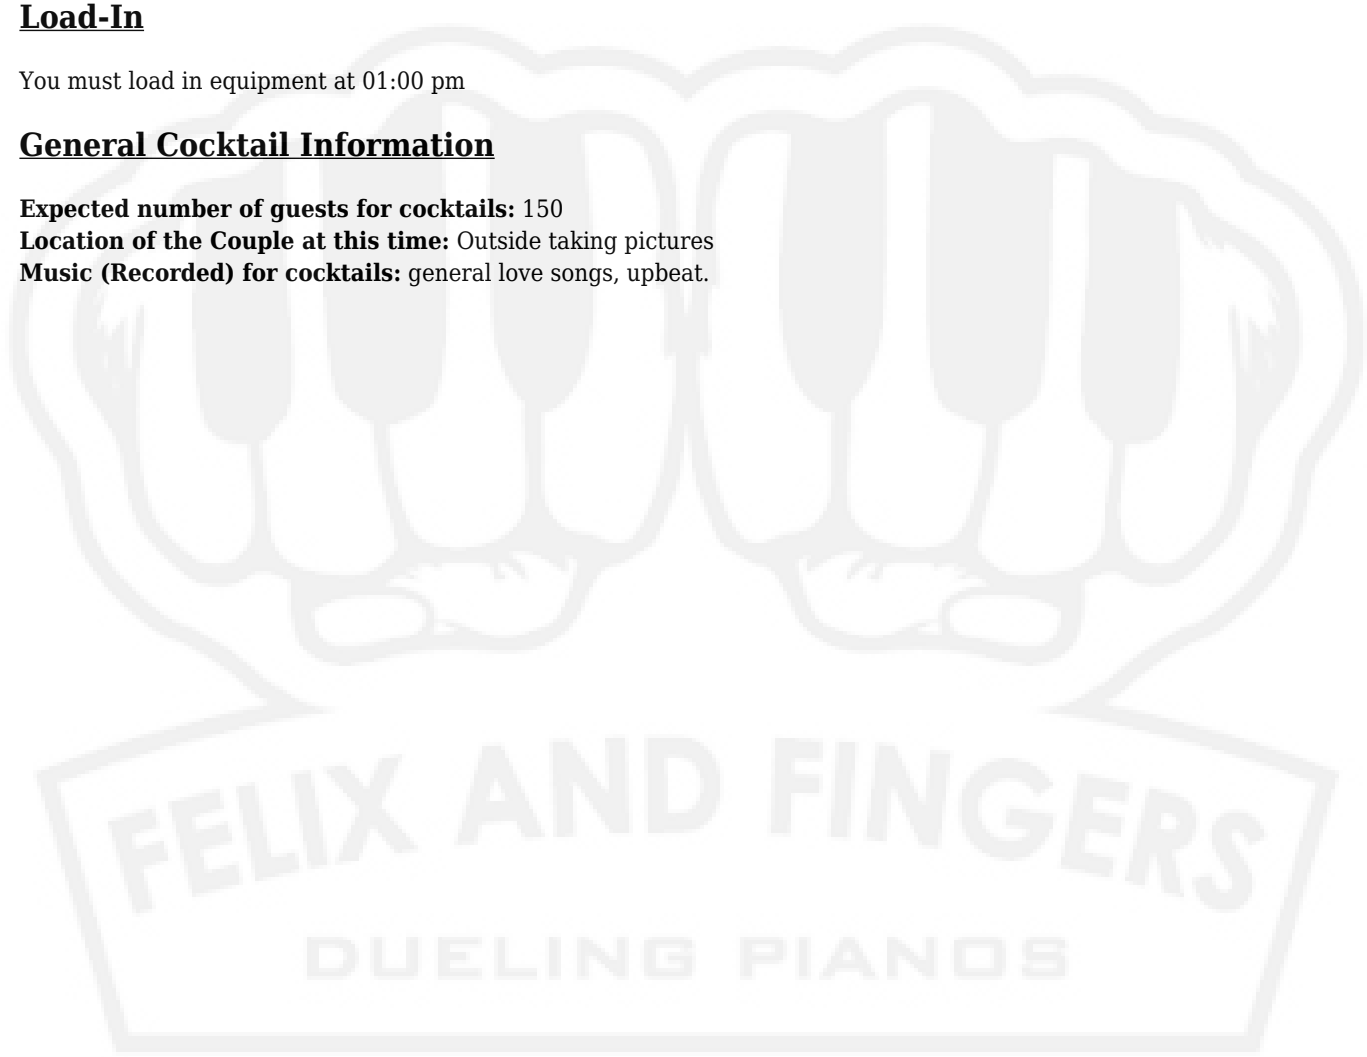 Load-In
You must load in equipment at 01:00 pm
General Cocktail Information
Expected number of guests for cocktails: 150
Location of the Couple at this time: Outside taking pictures
Music (Recorded) for cocktails: general love songs, upbeat.
FELIX AND FINGERS
DUELING PIANOS